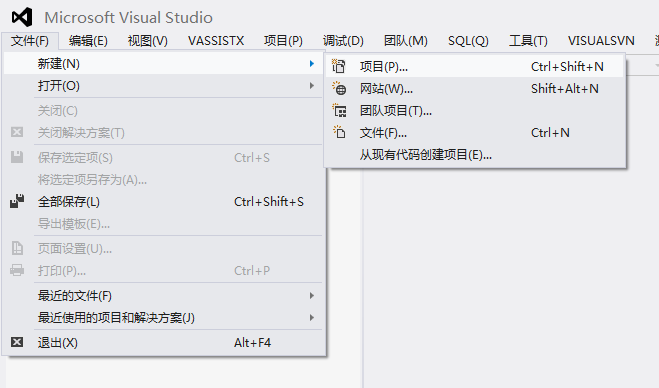 Microsoft Visual Studio
文件(F) 编辑(E) 视图(V) VASSISTX 项目(P) 调试(D) 团队(M) SQL(Q) 工具(T) VISUALSVN
新建(N)
项目(P)... Ctrl+Shift+N
打开(O)
网站(W)... Shift+Alt+N
关闭(C)
团队项目(T)...
关闭解决方案(T)
文件(F)... Ctrl+N
保存选定项(S) Ctrl+S
从现有代码创建项目(E)...
将选定项另存为(A)...
全部保存(L) Ctrl+Shift+S
导出模板(E)...
页面设置(U)...
打印(P)... Ctrl+P
最近的文件(F)
最近使用的项目和解决方案(J)
退出(X) Alt+F4